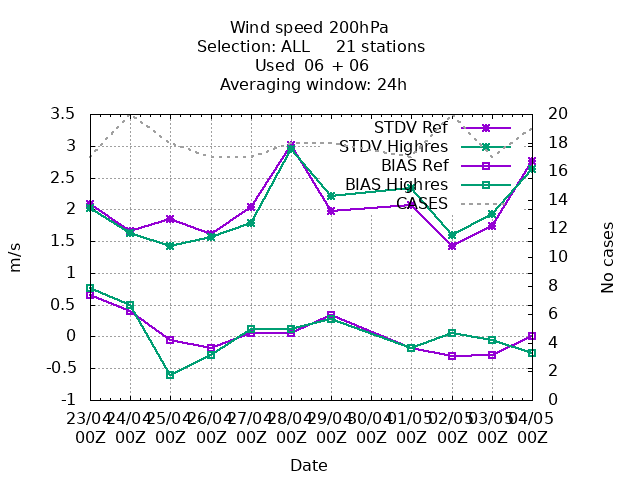 Wind speed 200hPa
Selection: ALL 21 stations
Used 06 + 06
Averaging window: 24h
3.5
3
2.5
2
1.5
1
0.5
0
-0.5
-1
m/s
20
18
16
14
12
10
8
6
4
2
0
No cases
STDV Ref
STDV Highres
BIAS Ref
BIAS Highres
CASES
23/04 24/04 25/04 26/04 27/04 28/04 29/04 30/04 01/05 02/05 03/05 04/05
00Z 00Z 00Z 00Z 00Z 00Z 00Z 00Z 00Z 00Z 00Z 00Z
Date